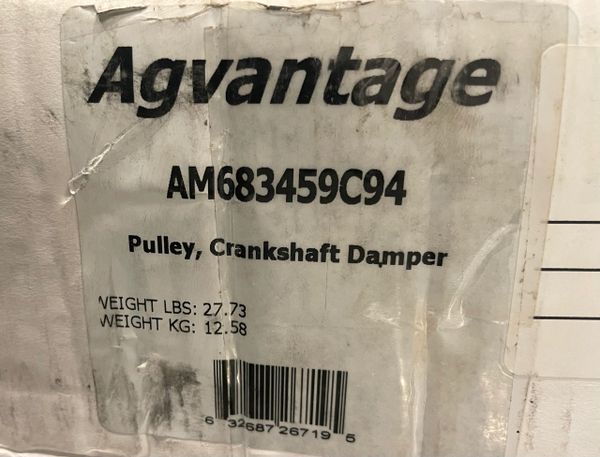 Agvantage
AM683459C94
Pulley, Crankshaft Damper
WEIGHT LBS: 27.73
WEIGHT KG: 12.58
6 32687 26719 5